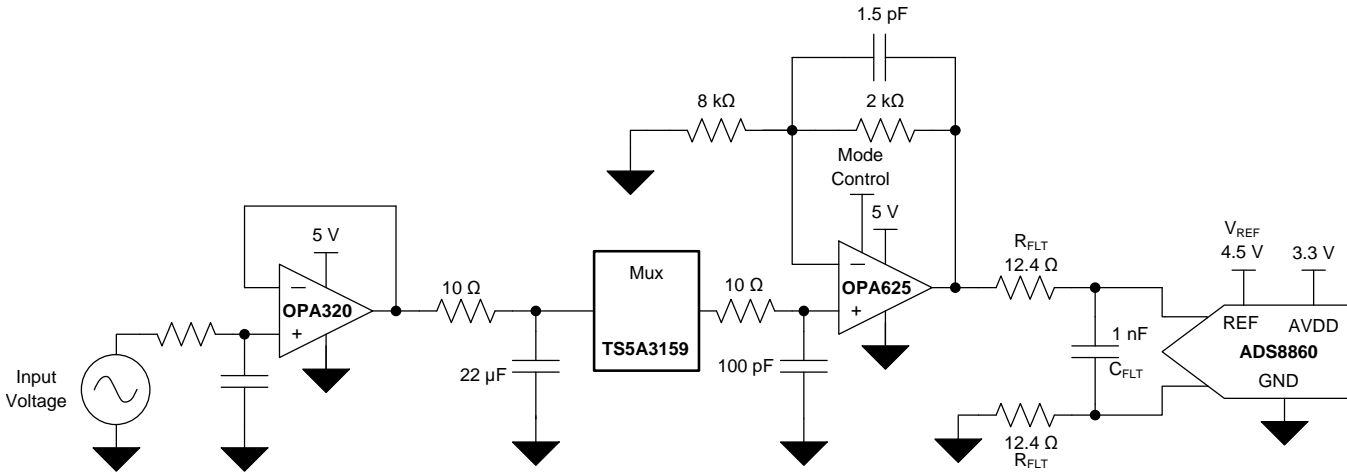 1.5 pF
8 kΩ
2 kΩ
Mode
Control
5 V
5 V
OPA320
10 Ω
Mux
TS5A3159
10 Ω
OPA625
R_FLT
12.4 Ω
V_REF
4.5 V
3.3 V
REF
AVDD
ADS8860
GND
1 nF
C_FLT
Input
Voltage
22 µF
100 pF
12.4 Ω
R_FLT